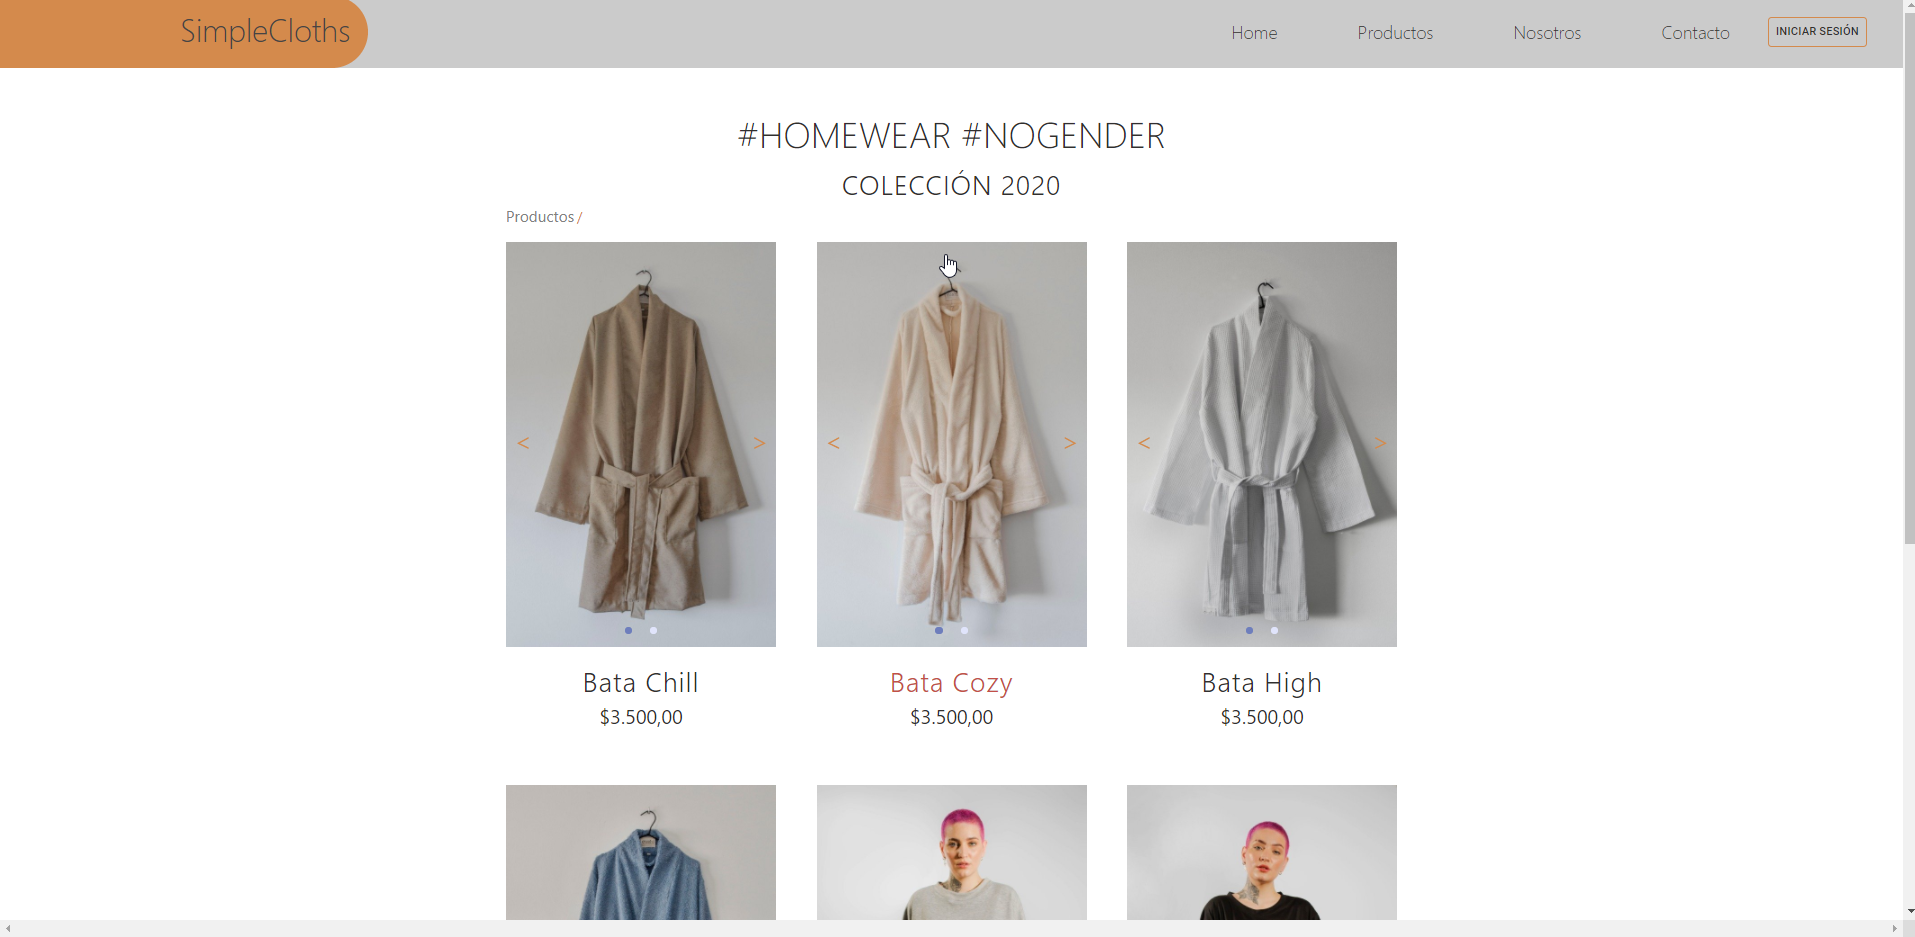 SimpleCloths
Home Productos Nosotros Contacto INICIAR SESIÓN
#HOMEWEAR #NOGENDER
COLECCIÓN 2020
Productos /
< > < > < >
Bata Chill Bata Cozy Bata High
$3.500,00 $3.500,00 $3.500,00